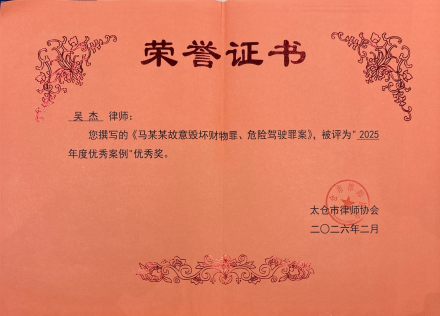 荣誉证书
吴杰 律师：
您撰写的《马某某故意毁坏财物罪、危险驾驶罪案》，被评为“2025
年度优秀案例”优秀奖。
太仓市律师协会
二〇二六年二月